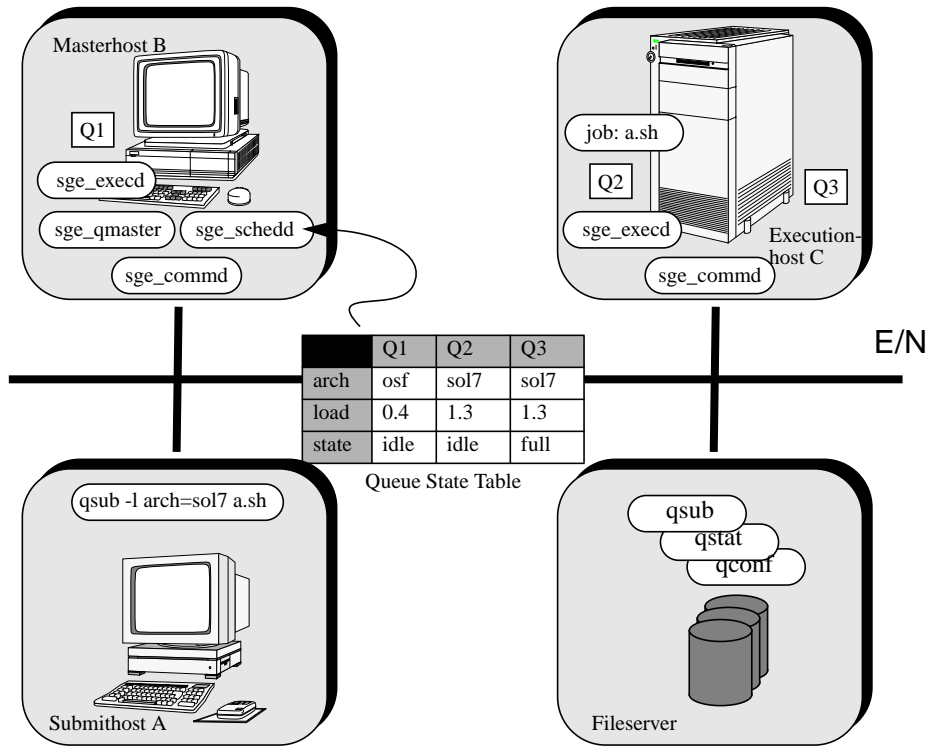 Masterhost B
Q1
sge_execd
sge_qmaster
sge_schedd
sge_commd
job: a.sh
Q2
Q3
sge_execd
Execution-
host C
sge_commd
E/N
Q1 Q2 Q3
arch osf sol7 sol7
load 0.4 1.3 1.3
state idle idle full
Queue State Table
qsub -l arch=sol7 a.sh
Submithost A
qsub
qstat
qconf
Fileserver